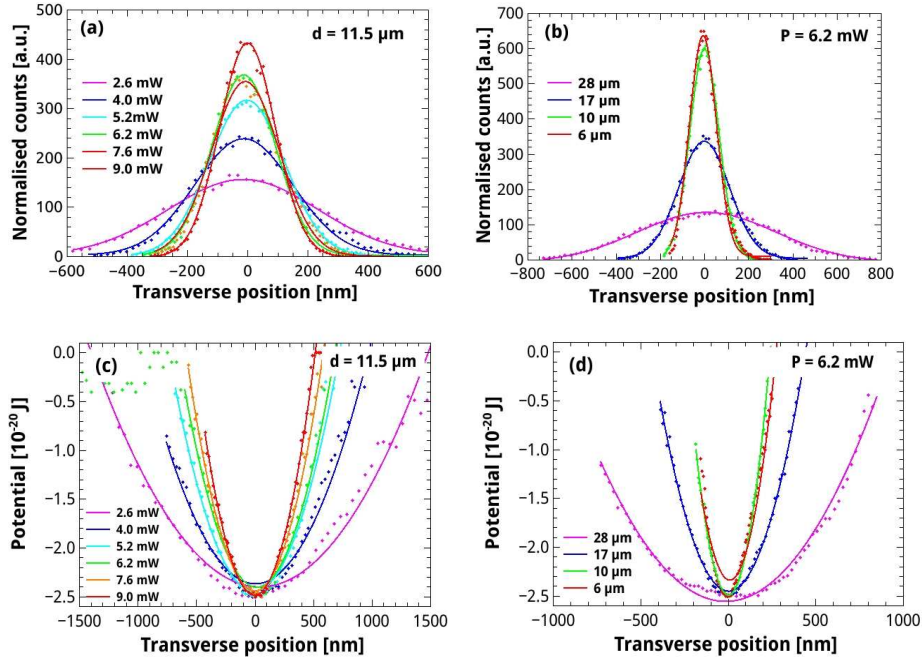 (a)
d = 11.5 µm
500
400
300
200
100
0
Normalised counts [a.u.]
2.6 mW
4.0 mW
5.2mW
6.2 mW
7.6 mW
9.0 mW
−600 −400 −200 0 200 400 600
Transverse position [nm]
(b)
P = 6.2 mW
700
600
500
400
300
200
100
0
Normalised counts [a.u.]
28 µm
17 µm
10 µm
6 µm
−800 −600 −400 −200 0 200 400 600 800
Transverse position [nm]
(c)
d = 11.5 µm
0.0
−0.5
−1.0
−1.5
−2.0
−2.5
Potential [10⁻²⁰ J]
2.6 mW
4.0 mW
5.2 mW
6.2 mW
7.6 mW
9.0 mW
−1500 −1000 −500 0 500 1000 1500
Transverse position [nm]
(d)
P = 6.2 mW
0.0
−0.5
−1.0
−1.5
−2.0
−2.5
Potential [10⁻²⁰ J]
28 µm
17 µm
10 µm
6 µm
−1000 −500 0 500 1000
Transverse position [nm]